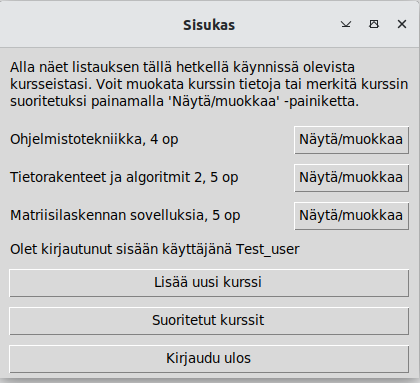 Sisukas
Alla näet listauksen tällä hetkellä käynnissä olevista
kursseistasi. Voit muokata kurssin tietoja tai merkitä kurssin
suoritetuksi painamalla 'Näytä/muokkaa' -painiketta.
Ohjelmistotekniikka, 4 op
Näytä/muokkaa
Tietorakenteet ja algoritmit 2, 5 op
Näytä/muokkaa
Matriisilaskennan sovelluksia, 5 op
Näytä/muokkaa
Olet kirjautunut sisään käyttäjänä Test_user
Lisää uusi kurssi
Suoritetut kurssit
Kirjaudu ulos